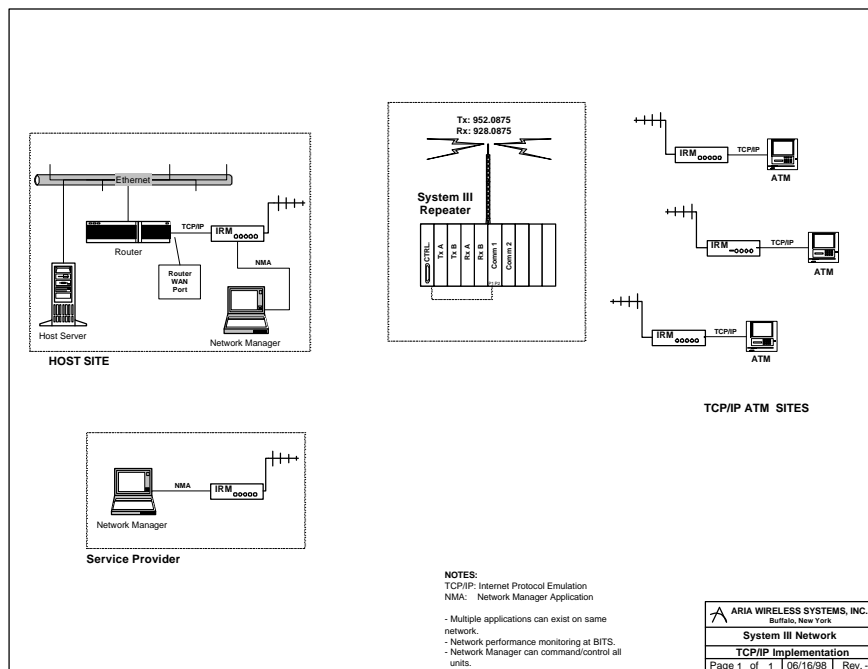 Ethernet
TCP/IP
IRM
Router
NMA
Router
WAN
Port
Host Server
Network Manager
HOST SITE
Tx: 952.0875
Rx: 928.0875
System III
Repeater
CTRL.
Tx A
Tx B
Rx A
Rx B
Comm 1
Comm 2
P1 P2
IRM
TCP/IP
ATM
IRM
TCP/IP
ATM
IRM
TCP/IP
ATM
TCP/IP ATM SITES
NMA
IRM
Network Manager
Service Provider
NOTES:
TCP/IP: Internet Protocol Emulation
NMA: Network Manager Application
- Multiple applications can exist on same
network.
- Network performance monitoring at BITS.
- Network Manager can command/control all
units.
ARIA WIRELESS SYSTEMS, INC.
Buffalo, New York
System III Network
TCP/IP Implementation
Page 1 of 1 06/16/98 Rev. -